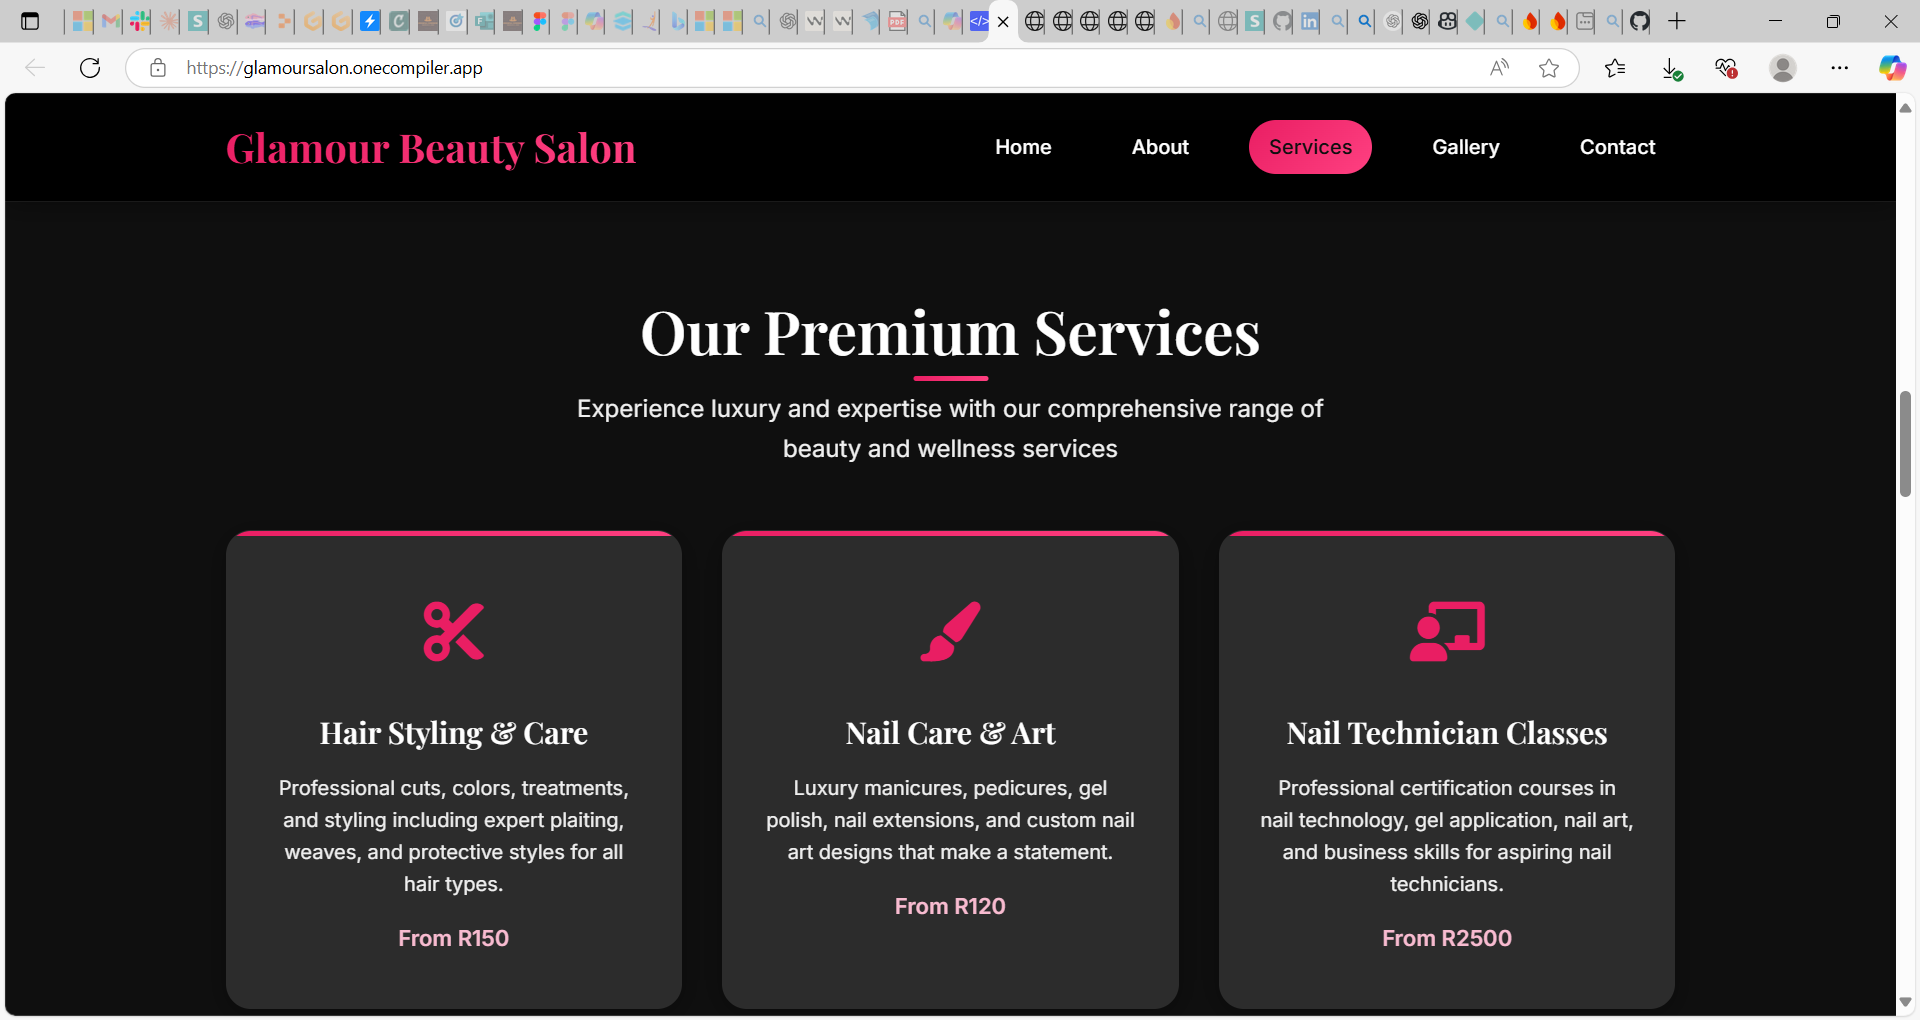 https://glamoursalon.onecompiler.app
Glamour Beauty Salon
Home
About
Services
Gallery
Contact
Our Premium Services
Experience luxury and expertise with our comprehensive range of
beauty and wellness services
Hair Styling & Care
Professional cuts, colors, treatments,
and styling including expert plaiting,
weaves, and protective styles for all
hair types.
From R150
Nail Care & Art
Luxury manicures, pedicures, gel
polish, nail extensions, and custom nail
art designs that make a statement.
From R120
Nail Technician Classes
Professional certification courses in
nail technology, gel application, nail art,
and business skills for aspiring nail
technicians.
From R2500